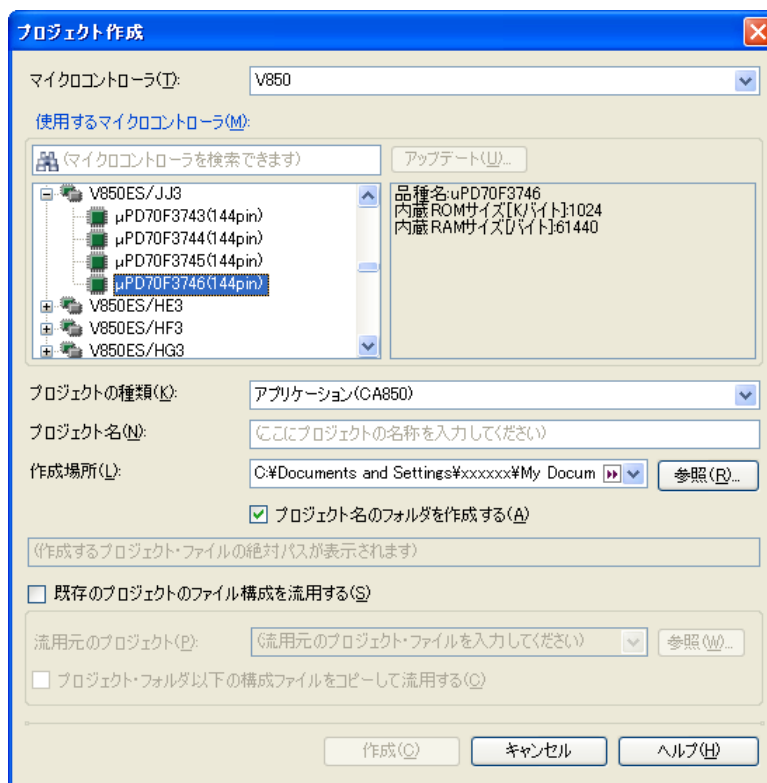 プロジェクト作成
マイクロコントローラ(T): V850
使用するマイクロコントローラ(M):
(マイクロコントローラを検索できます) アップデート(U)...
V850ES/JJ3
μPD70F3743(144pin)
μPD70F3744(144pin)
μPD70F3745(144pin)
μPD70F3746(144pin)
V850ES/HE3
V850ES/HF3
V850ES/HG3
品種名:uPD70F3746
内蔵ROMサイズ[Kバイト]:1024
内蔵RAMサイズ[バイト]:61440
プロジェクトの種類(K): アプリケーション(CA850)
プロジェクト名(N): (ここにプロジェクトの名称を入力してください)
作成場所(L): C:¥Documents and Settings¥xxxxxx¥My Docum 参照(R)...
プロジェクト名のフォルダを作成する(A)
(作成するプロジェクト・ファイルの絶対パスが表示されます)
既存のプロジェクトのファイル構成を流用する(S)
流用元のプロジェクト(P): (流用元のプロジェクト・ファイルを入力してください) 参照(W)...
プロジェクト・フォルダ以下の構成ファイルをコピーして流用する(O)
作成(C) キャンセル ヘルプ(H)